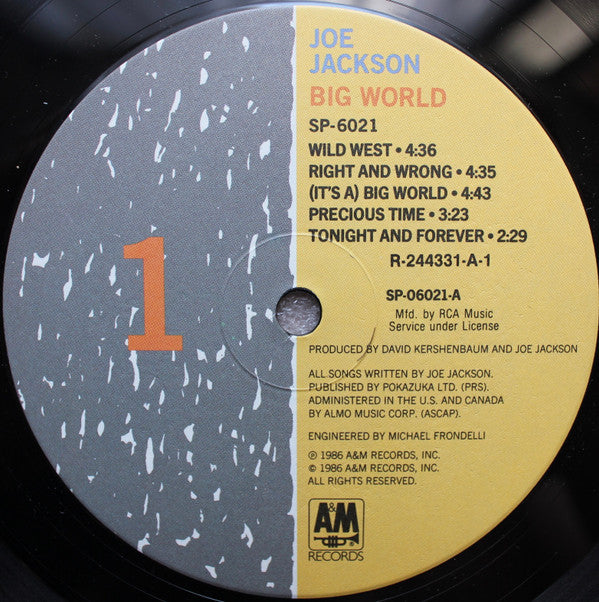 JOE
JACKSON
BIG WORLD
SP-6021
WILD WEST • 4:36
RIGHT AND WRONG • 4:35
(IT'S A) BIG WORLD • 4:43
PRECIOUS TIME • 3:23
TONIGHT AND FOREVER • 2:29
R-244331-A-1
1
SP-06021-A
Mfd. by RCA Music
Service under License
PRODUCED BY DAVID KERSHENBAUM AND JOE JACKSON
ALL SONGS WRITTEN BY JOE JACKSON.
PUBLISHED BY POKAZUKA LTD. (PRS).
ADMINISTERED IN THE U.S. AND CANADA
BY ALMO MUSIC CORP. (ASCAP).
ENGINEERED BY MICHAEL FRONDELLI
℗ 1986 A&M RECORDS, INC.
© 1986 A&M RECORDS, INC.
ALL RIGHTS RESERVED.
A&M
®
RECORDS